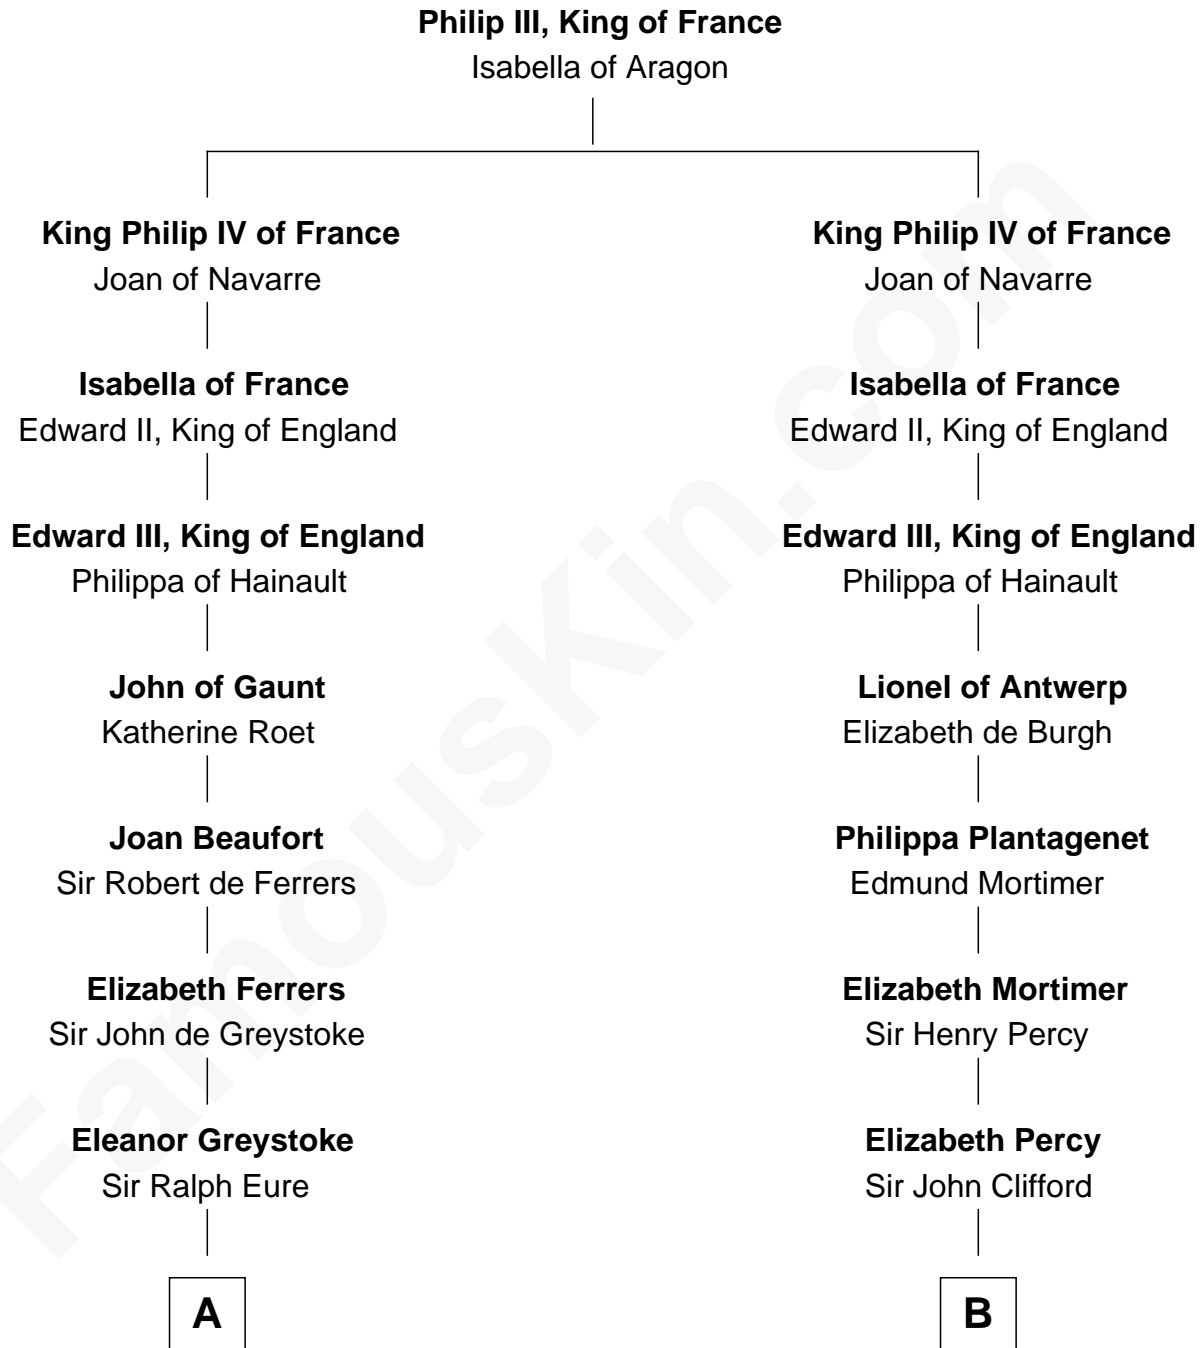 Philip III, King of France
Isabella of Aragon
King Philip IV of France
Joan of Navarre
King Philip IV of France
Joan of Navarre
Isabella of France
Edward II, King of England
Isabella of France
Edward II, King of England
Edward III, King of England
Philippa of Hainault
Edward III, King of England
Philippa of Hainault
John of Gaunt
Katherine Roet
Lionel of Antwerp
Elizabeth de Burgh
Joan Beaufort
Sir Robert de Ferrers
Philippa Plantagenet
Edmund Mortimer
Elizabeth Ferrers
Sir John de Greystoke
Elizabeth Mortimer
Sir Henry Percy
Eleanor Greystoke
Sir Ralph Eure
Elizabeth Percy
Sir John Clifford
A
B
FamousKin.com